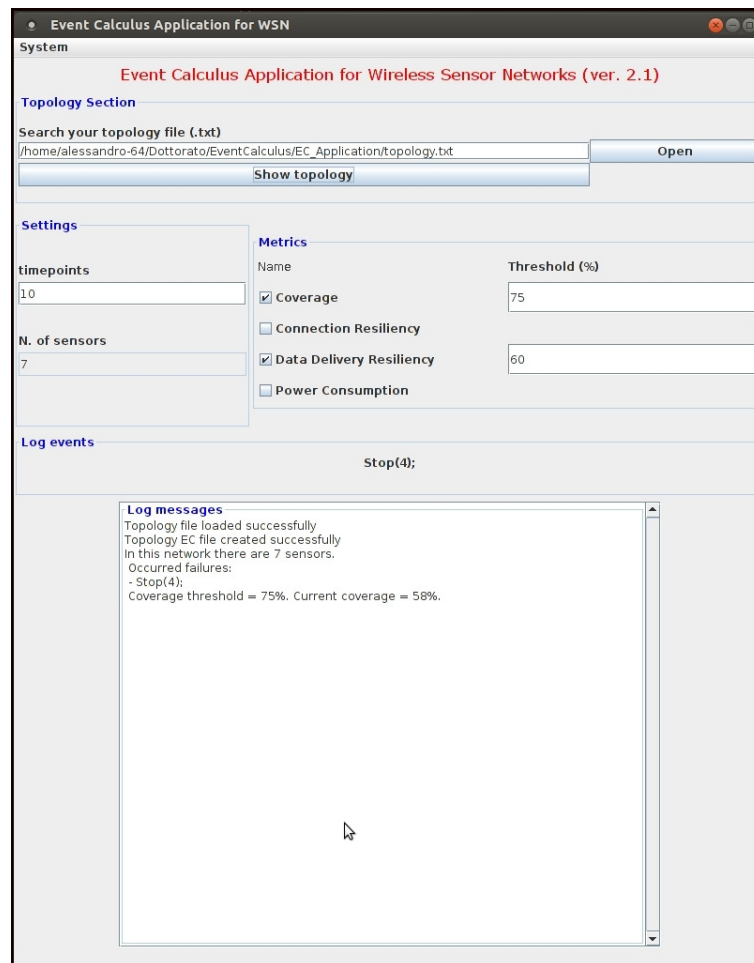 Event Calculus Application for WSN
System
Event Calculus Application for Wireless Sensor Networks (ver. 2.1)
Topology Section
Search your topology file (.txt)
/home/alessandro-64/Dottorato/EventCalculus/EC_Application/topology.txt
Open
Show topology
Settings
timepoints
10
N. of sensors
7
Metrics
Name
Threshold (%)
Coverage
75
Connection Resiliency
Data Delivery Resiliency
60
Power Consumption
Log events
Stop(4);
Log messages
Topology file loaded successfully
Topology EC file created successfully
In this network there are 7 sensors.
Occurred failures:
- Stop(4);
Coverage threshold = 75%. Current coverage = 58%.